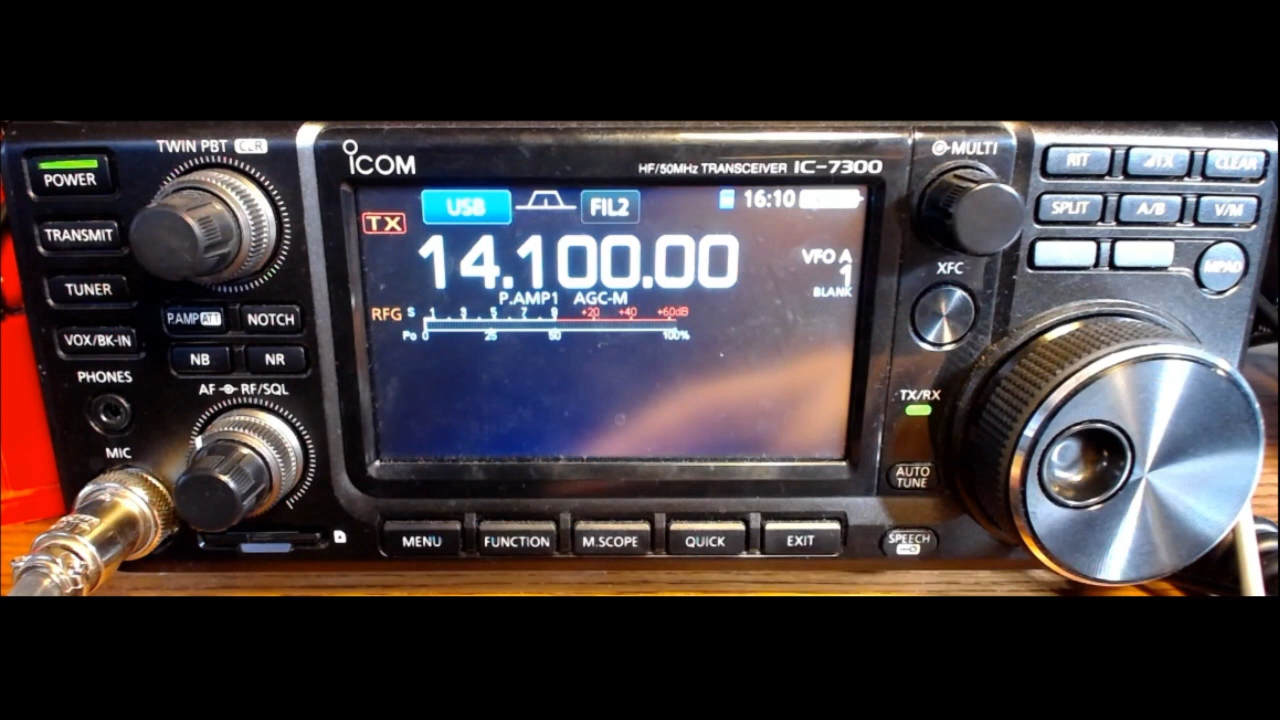 TWIN PBT CLR
POWER
TRANSMIT
TUNER
VOX/BK-IN
PHONES
MIC
P.AMP ATT
NOTCH
NB
NR
AF RF/SQL
ICOM
HF/50MHz TRANSCEIVER IC-7300
USB
FIL2
16:10
TX
14.100.00
VFO A
1
BLANK
P.AMP1 AGC-M
RFG
S 1 . 3 . 5 . 7 . 9 +20 +40 +60dB
Po 0 25 50 100%
MENU
FUNCTION
M.SCOPE
QUICK
EXIT
MULTI
XFC
TX/RX
AUTO
TUNE
SPEECH
RIT
⊿TX
CLEAR
SPLIT
A/B
V/M
MPAD